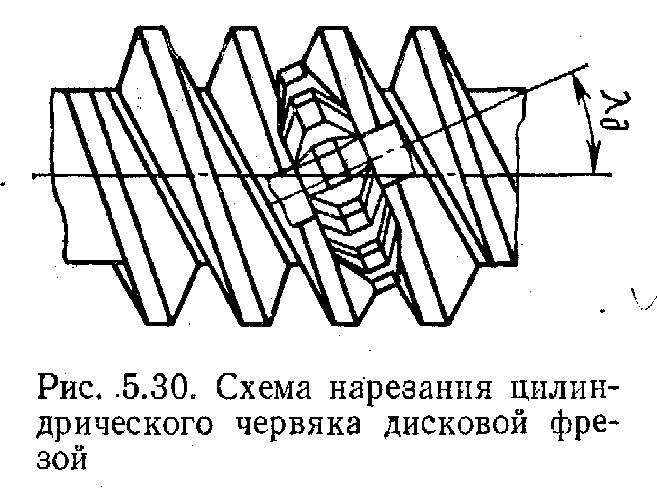 λд
Рис. 5.30. Схема нарезания цилин-
дрического червяка дисковой фре-
зой